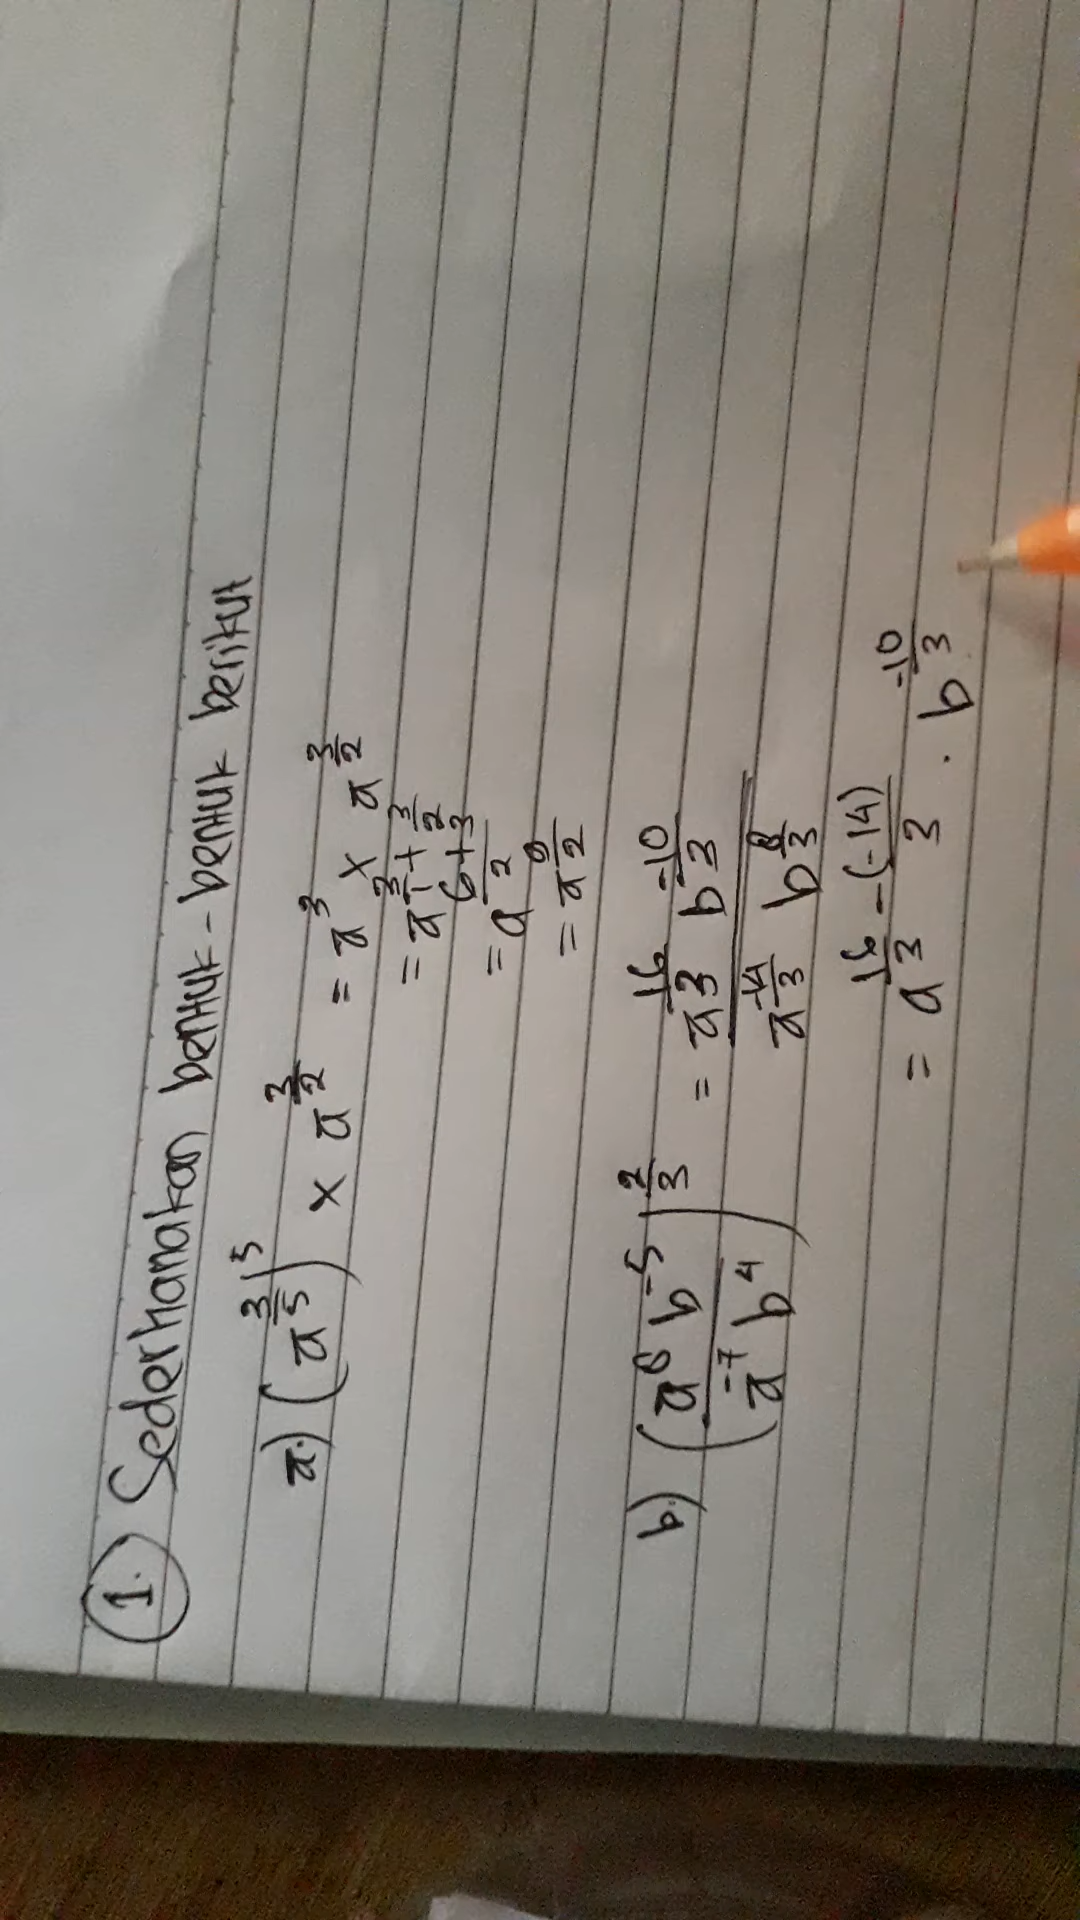 1. Sederhanakan bentuk-bentuk berikut
a.) (a^(3/5))^5 × a^(3/2) = a^3 × a^(3/2)
= a^(3/1 + 3/2)
= a^((6+3)/2)
= a^(9/2)
b.) ((a^8 b^-5)/(a^-7 b^4))^(2/3) = (a^(16/3) b^(-10/3))/(a^(-14/3) b^(8/3))
= a^(16/3 - (-14)/3) . b^(-10/3)